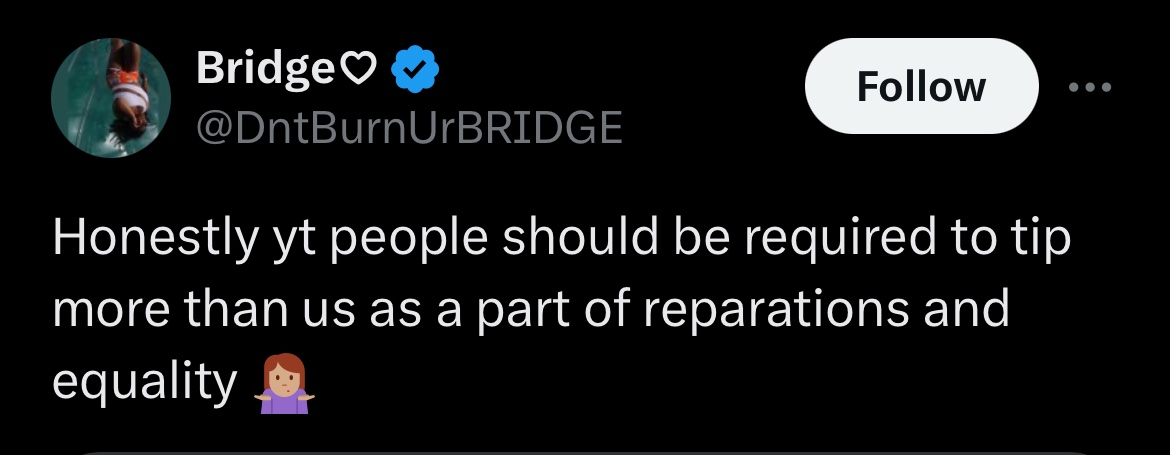 Bridge♡
Follow
@DntBurnUrBRIDGE
Honestly yt people should be required to tip
more than us as a part of reparations and
equality 🤷🏼‍♀️